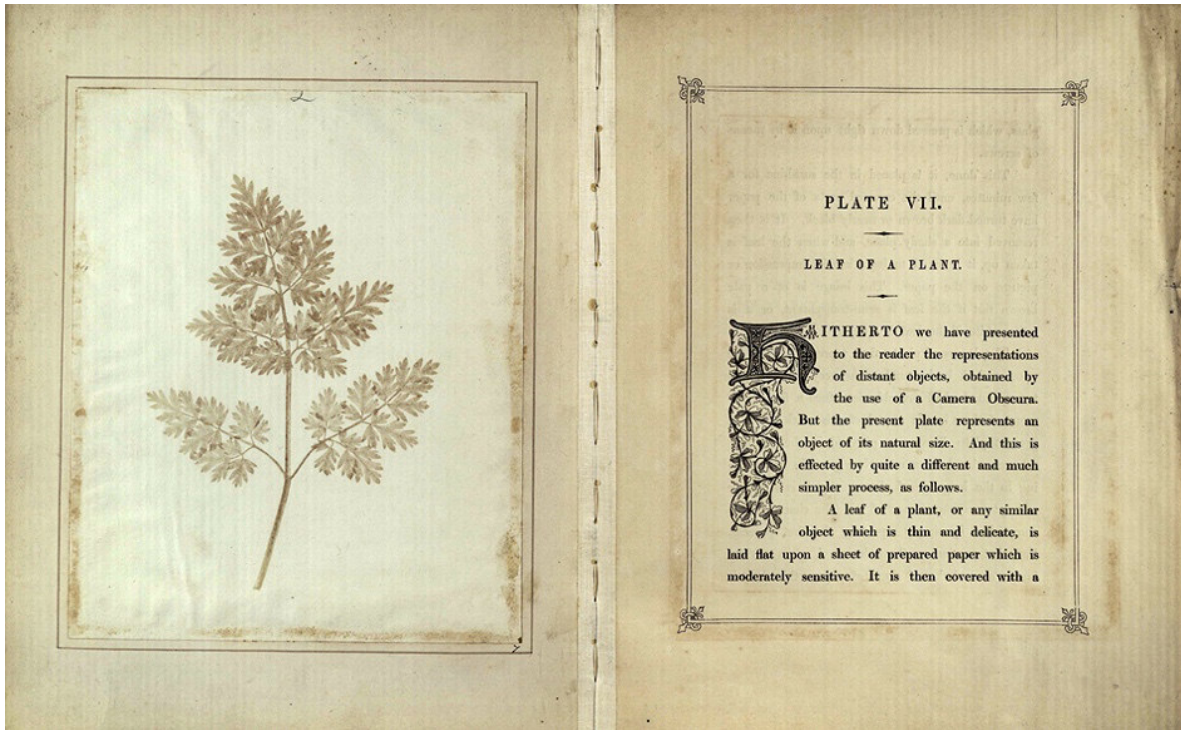 PLATE VII.
LEAF OF A PLANT.
HITHERTO we have presented
to the reader the representations
of distant objects, obtained by
the use of a Camera Obscura.
But the present plate represents an
object of its natural size. And this is
effected by quite a different and much
simpler process, as follows.
A leaf of a plant, or any similar
object which is thin and delicate, is
laid flat upon a sheet of prepared paper which is
moderately sensitive. It is then covered with a